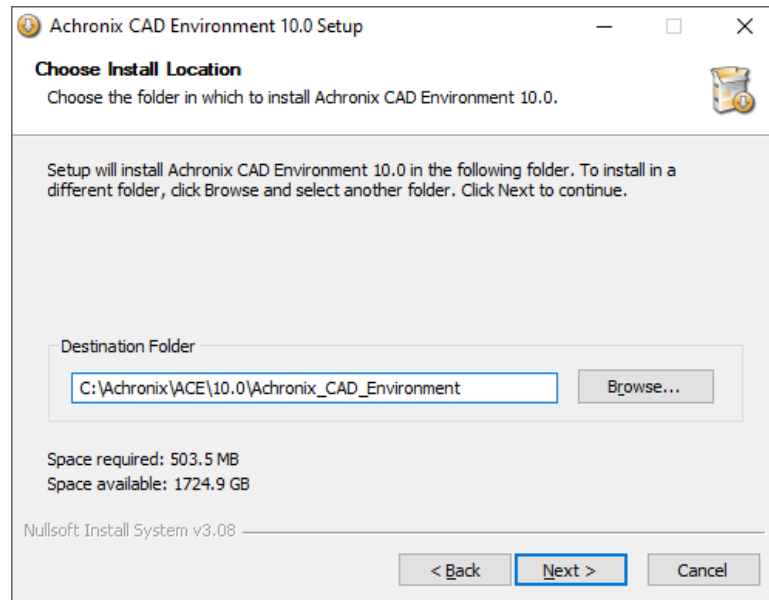 Achronix CAD Environment 10.0 Setup
Choose Install Location
Choose the folder in which to install Achronix CAD Environment 10.0.
Setup will install Achronix CAD Environment 10.0 in the following folder. To install in a
different folder, click Browse and select another folder. Click Next to continue.
Destination Folder
C:\Achronix\ACE\10.0\Achronix_CAD_Environment
Browse...
Space required: 503.5 MB
Space available: 1724.9 GB
Nullsoft Install System v3.08
< Back Next > Cancel